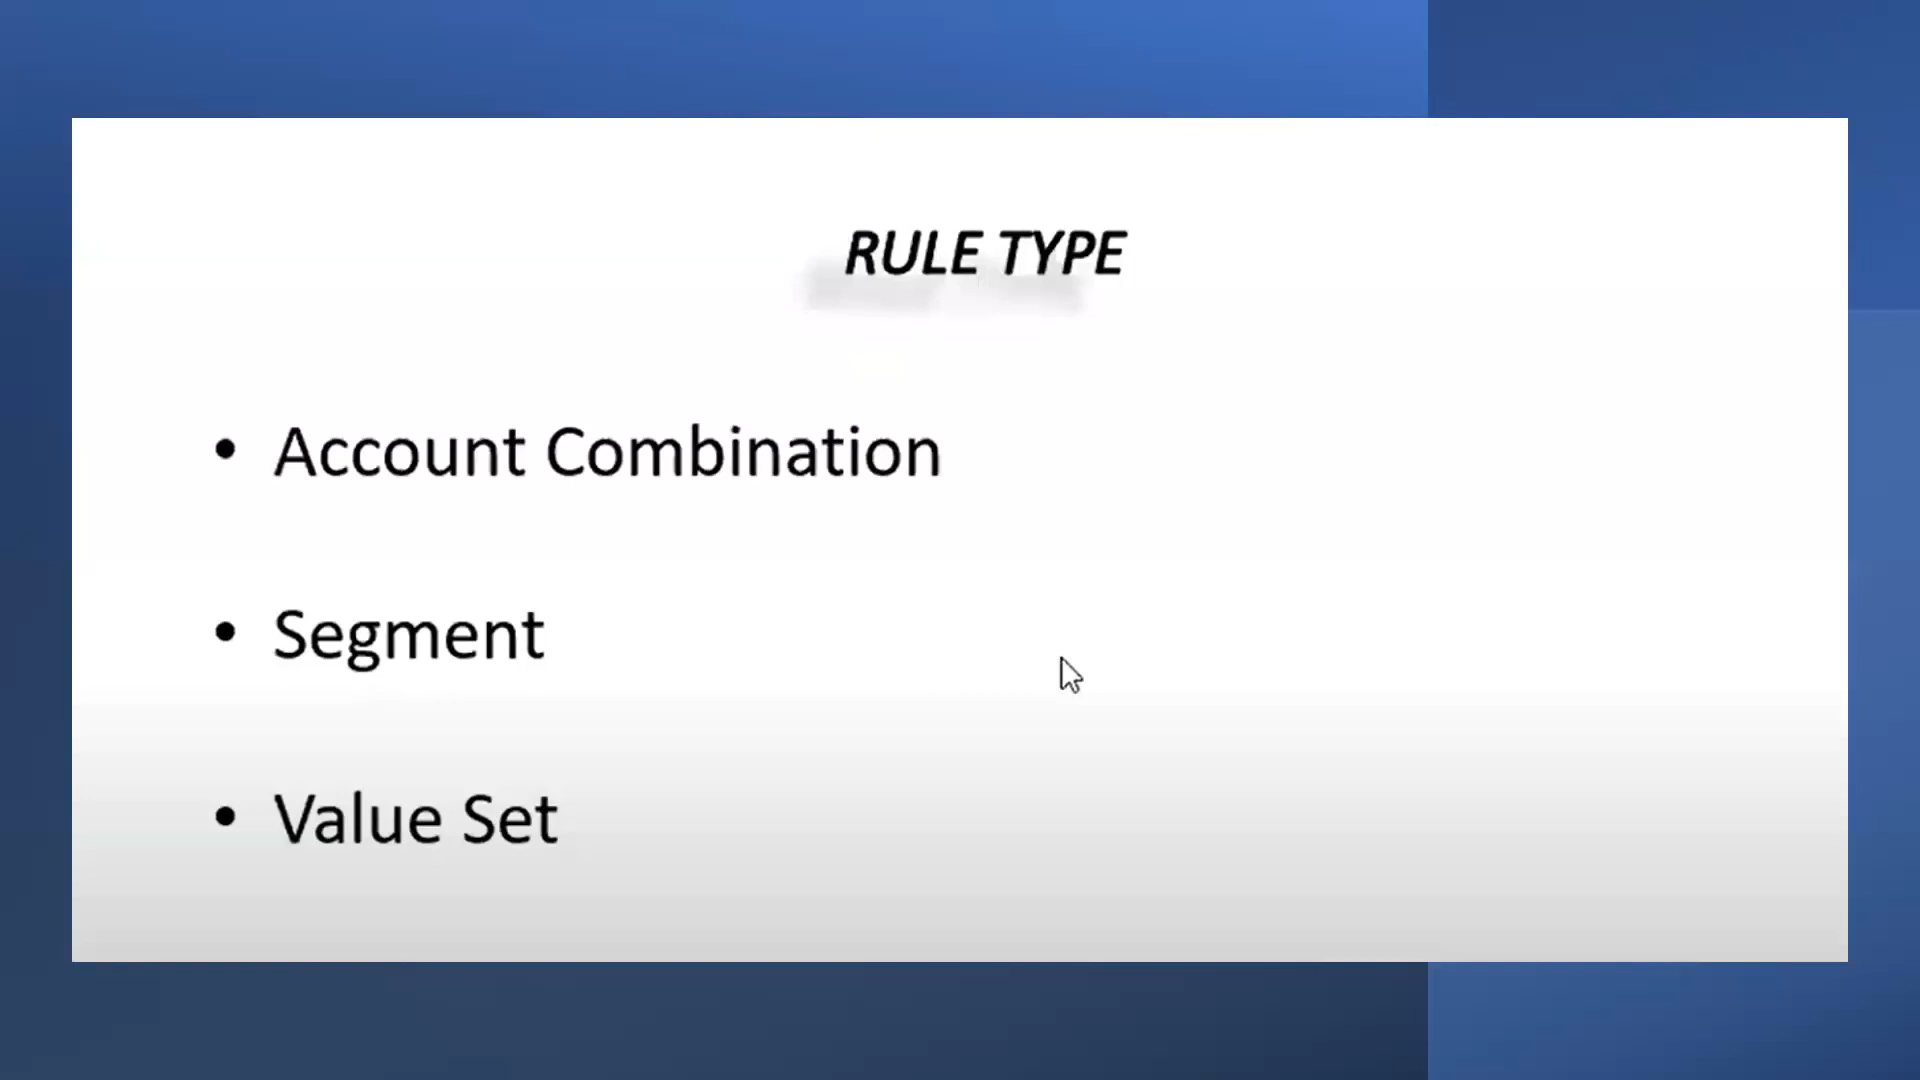 RULE TYPE
• Account Combination
• Segment
• Value Set